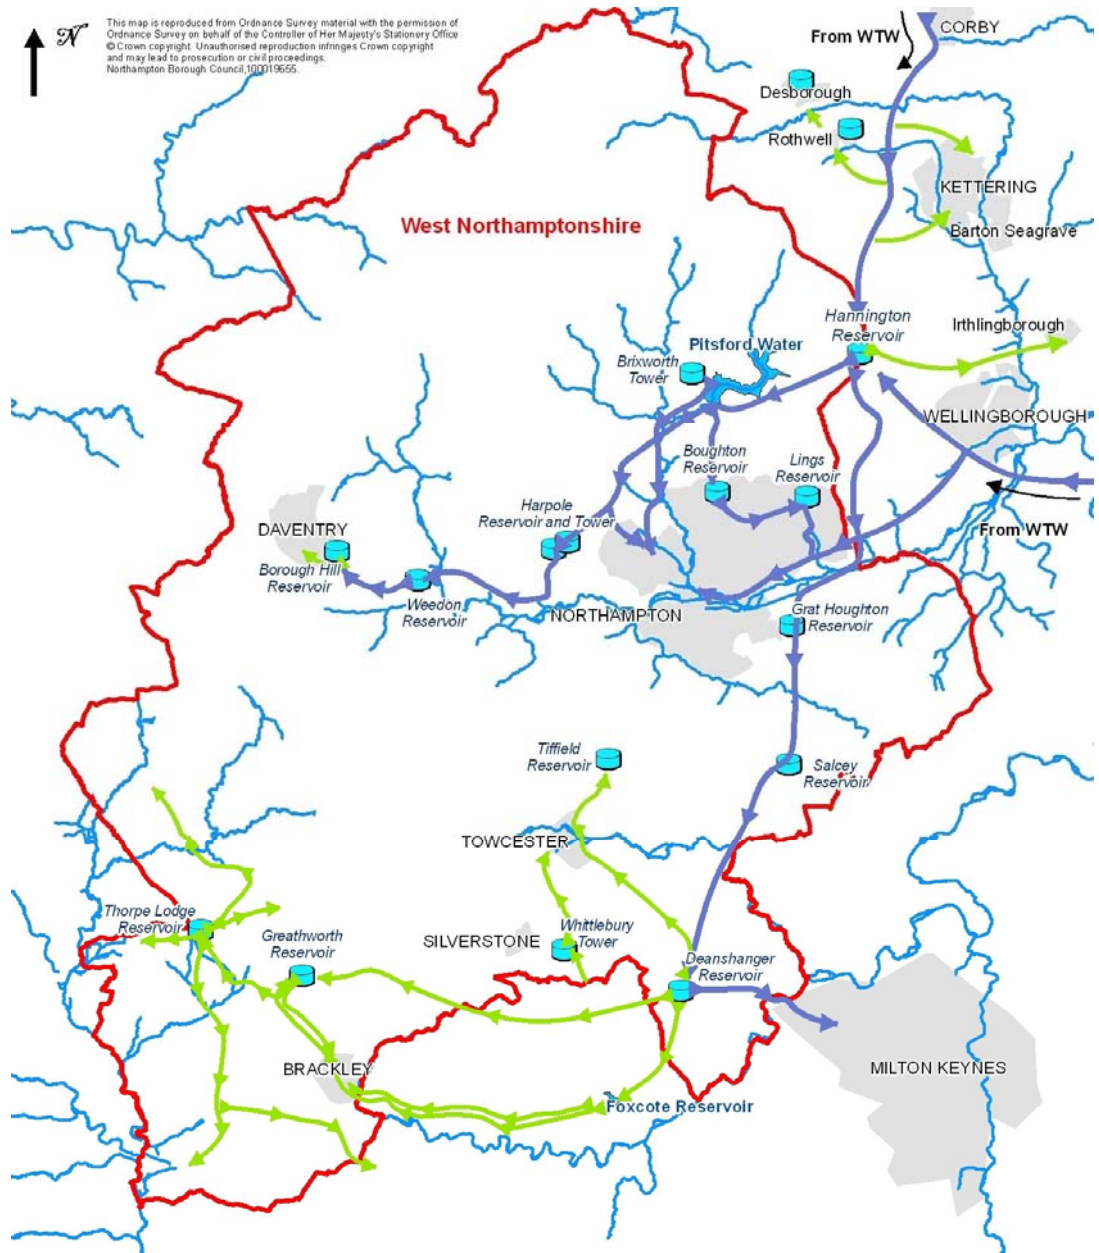 N
This map is reproduced from Ordnance Survey material with the permission of
Ordnance Survey on behalf of the Controller of Her Majesty's Stationery Office
© Crown copyright. Unauthorised reproduction infringes Crown copyright
and may lead to prosecution or civil proceedings.
Northampton Borough Council,100019655.
From WTW
CORBY
Desborough
Rothwell
KETTERING
Barton Seagrave
West Northamptonshire
Hannington
Reservoir
Irthlingborough
Pitsford Water
Brixworth
Tower
WELLINGBOROUGH
Boughton
Reservoir
Lings
Reservoir
Harpole
Reservoir and Tower
From WTW
DAVENTRY
Borough Hill
Reservoir
Weedon
Reservoir
NORTHAMPTON
Grat Houghton
Reservoir
Tiffield
Reservoir
Salcey
Reservoir
TOWCESTER
Thorpe Lodge
Reservoir
Greathworth
Reservoir
SILVERSTONE
Whittlebury
Tower
Deanshanger
Reservoir
BRACKLEY
MILTON KEYNES
Foxcote Reservoir